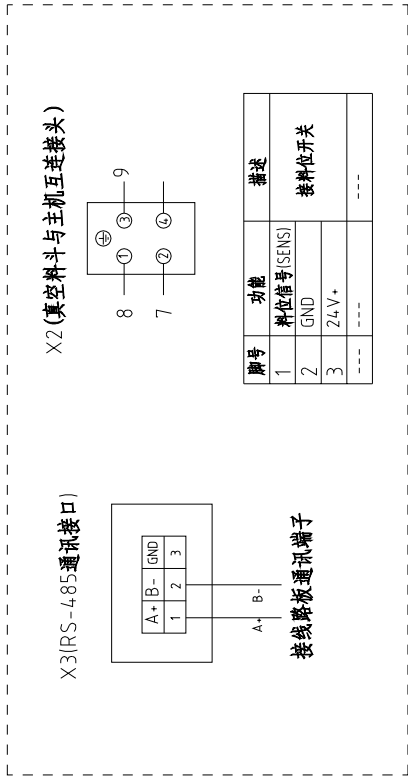 X3(RS-485通讯接口)
A+ B- GND
1 2 3
A+ B-
接线路板通讯端子
X2(真空料斗与主机互连接头)
8 1 3 9
7 2 4
脚号 功能 描述
1 料位信号(SENS) 接料位开关
2 GND
3 24V+
--- --- ---